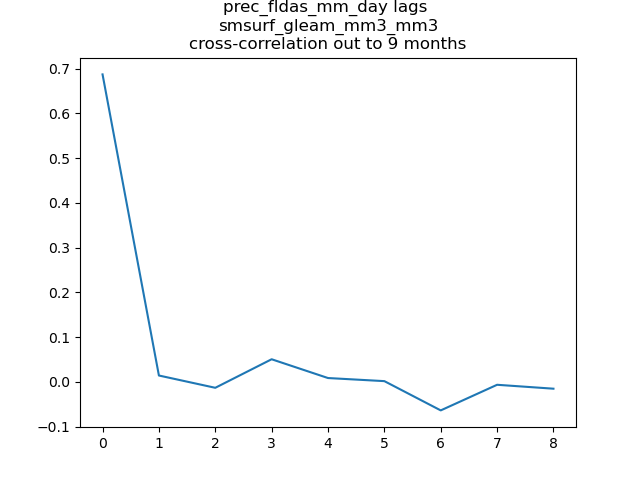 prec_fldas_mm_day lags
smsurf_gleam_mm3_mm3
cross-correlation out to 9 months
0.7
0.6
0.5
0.4
0.3
0.2
0.1
0.0
−0.1
0 1 2 3 4 5 6 7 8